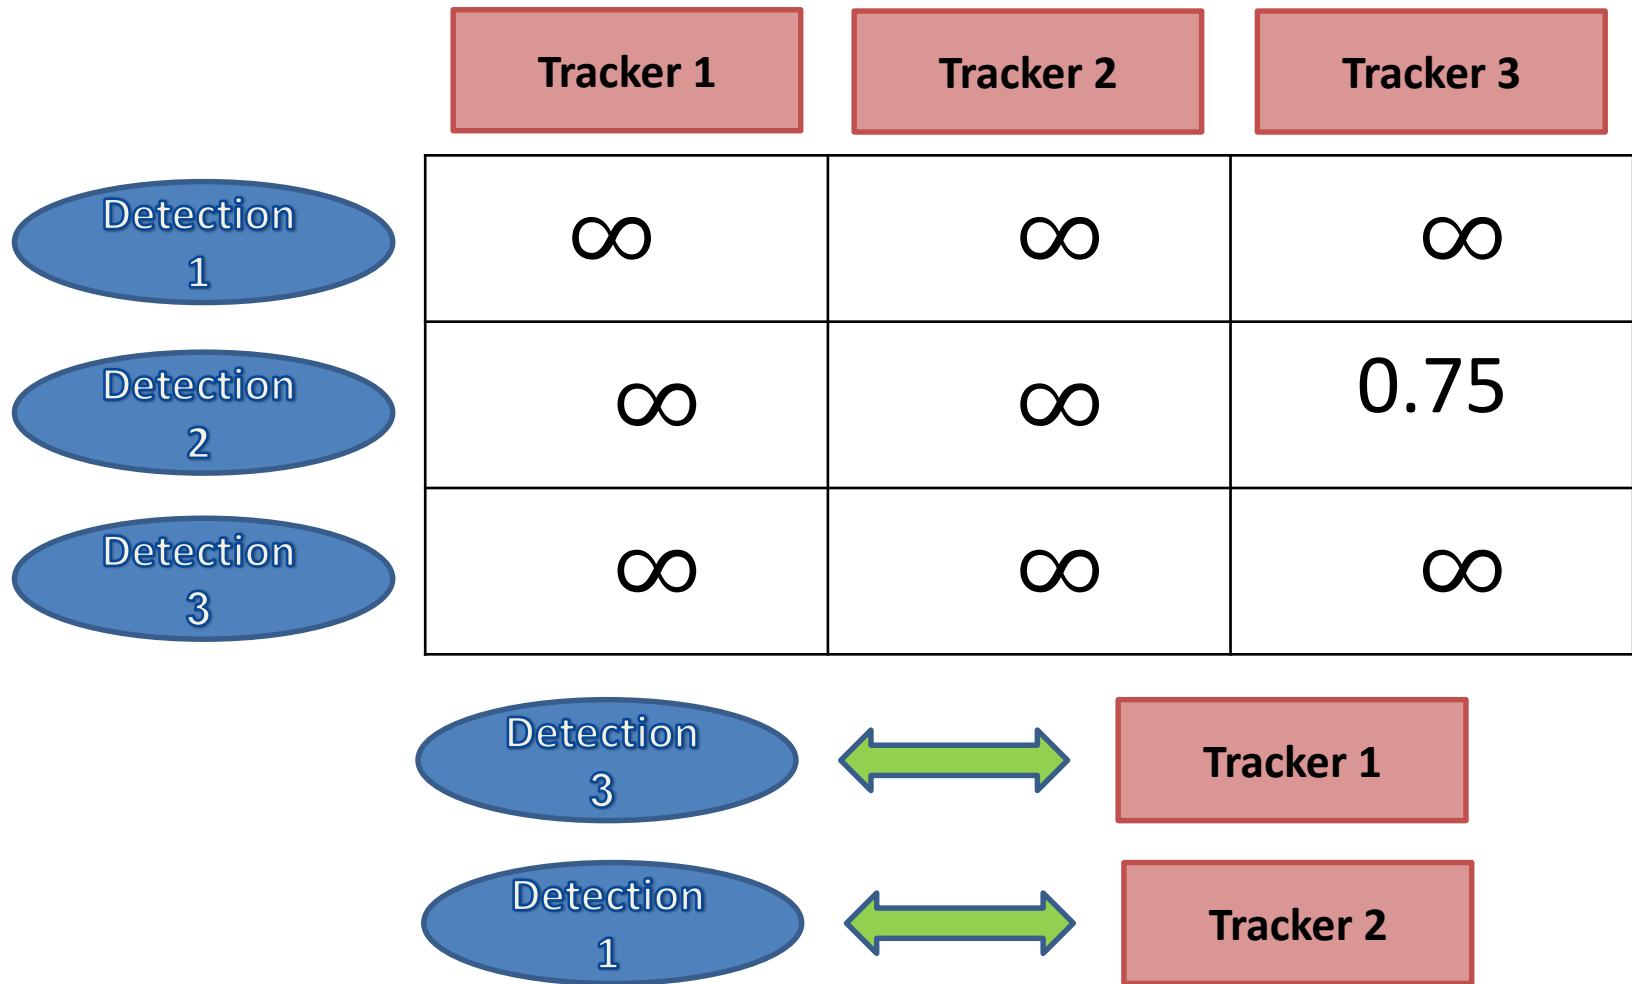 Tracker 1
Tracker 2
Tracker 3
Detection
1
∞
∞
∞
Detection
2
∞
∞
0.75
Detection
3
∞
∞
∞
Detection
3
Tracker 1
Detection
1
Tracker 2